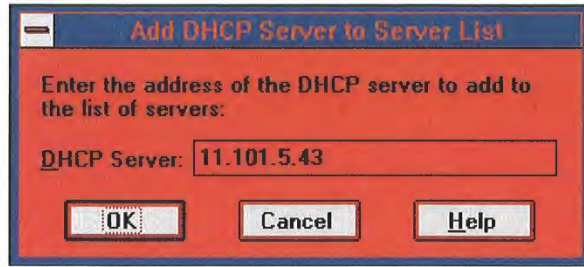 Add DHCP Server to Server List
Enter the address of the DHCP server to add to
the list of servers:
DHCP Server: 11.101.5.43
OK Cancel Help